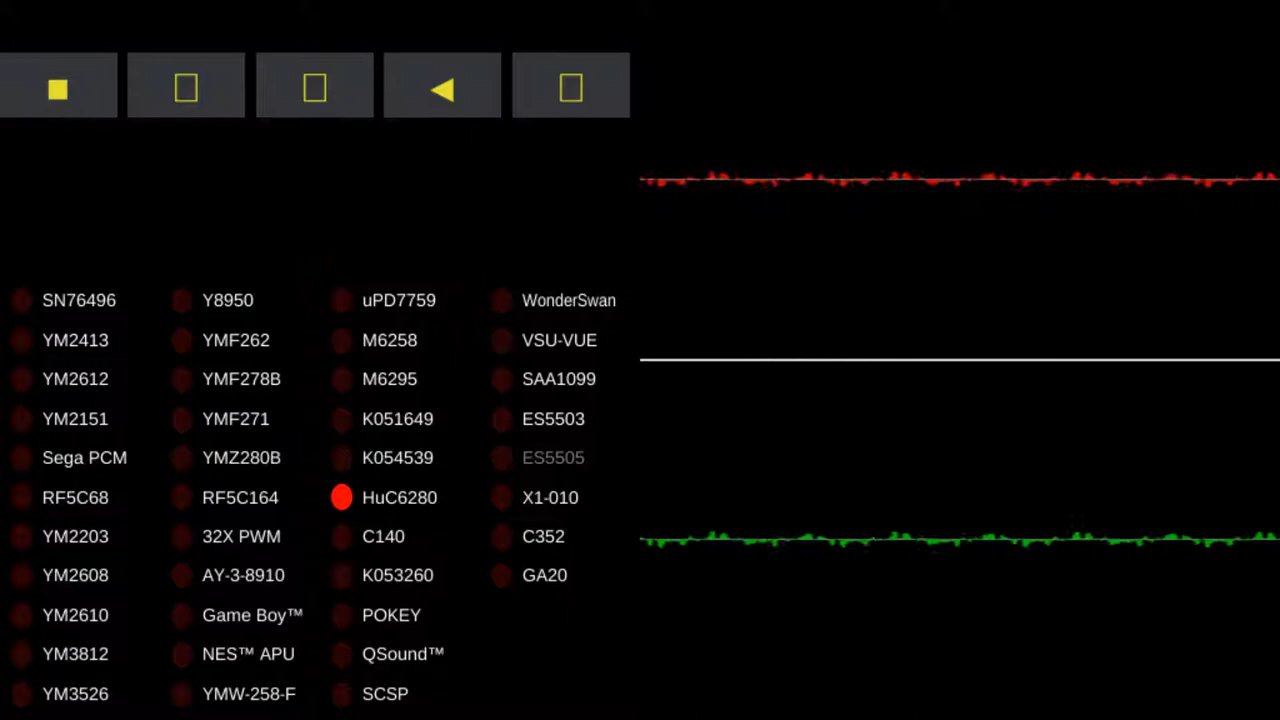 SN76496 Y8950 uPD7759 WonderSwan
YM2413 YMF262 M6258 VSU-VUE
YM2612 YMF278B M6295 SAA1099
YM2151 YMF271 K051649 ES5503
Sega PCM YMZ280B K054539 ES5505
RF5C68 RF5C164 HuC6280 X1-010
YM2203 32X PWM C140 C352
YM2608 AY-3-8910 K053260 GA20
YM2610 Game Boy™ POKEY
YM3812 NES™ APU QSound™
YM3526 YMW-258-F SCSP